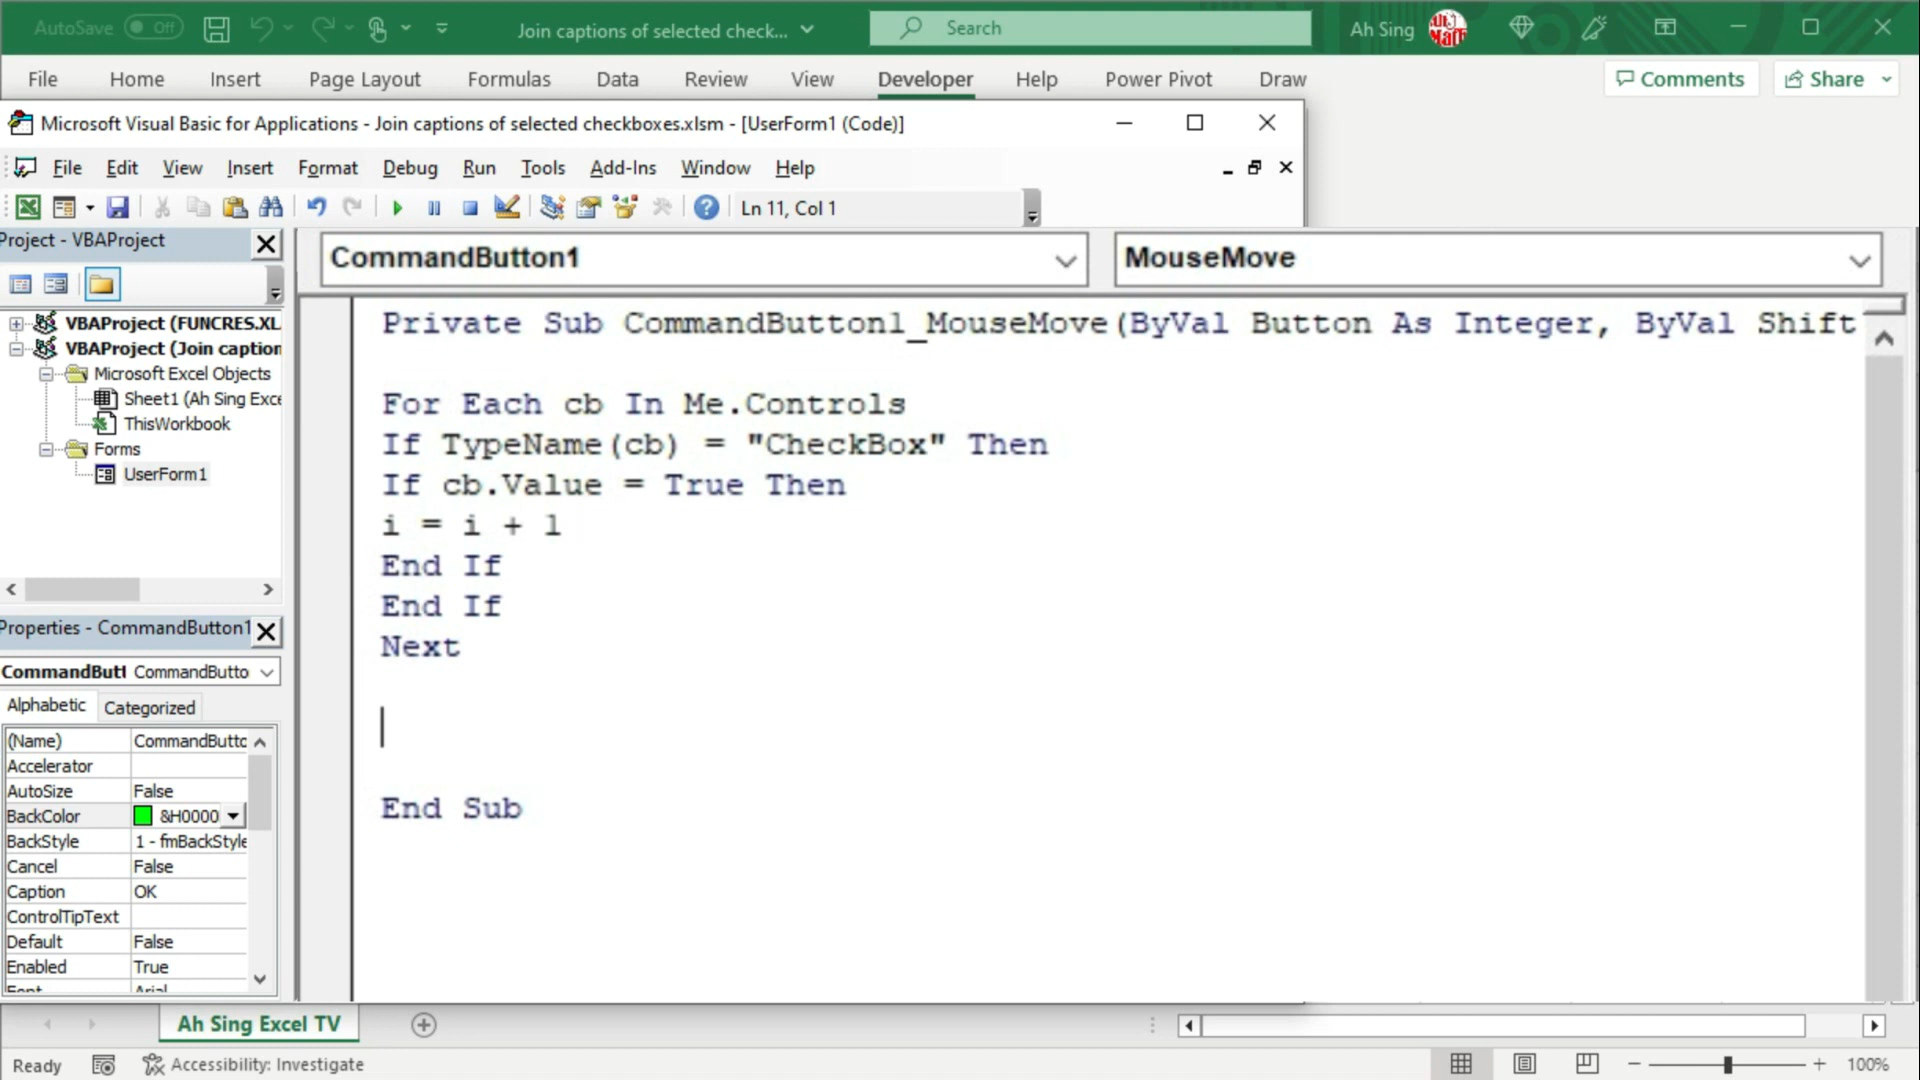 AutoSave Off Join captions of selected check... Search Ah Sing
File Home Insert Page Layout Formulas Data Review View Developer Help Power Pivot Draw Comments Share
Microsoft Visual Basic for Applications - Join captions of selected checkboxes.xlsm - [UserForm1 (Code)]
File Edit View Insert Format Debug Run Tools Add-Ins Window Help
Ln 11, Col 1
Project - VBAProject
CommandButton1 MouseMove
VBAProject (FUNCRES.XL
VBAProject (Join caption
Microsoft Excel Objects
Sheet1 (Ah Sing Exce
ThisWorkbook
Forms
UserForm1
Private Sub CommandButton1_MouseMove(ByVal Button As Integer, ByVal Shift
For Each cb In Me.Controls
If TypeName(cb) = "CheckBox" Then
If cb.Value = True Then
i = i + 1
End If
End If
Next
End Sub
Properties - CommandButton1
CommandButt CommandButto
Alphabetic Categorized
(Name) CommandButto
Accelerator
AutoSize False
BackColor &H0000
BackStyle 1 - fmBackStyle
Cancel False
Caption OK
ControlTipText
Default False
Enabled True
Font Arial
Ah Sing Excel TV
Ready Accessibility: Investigate 100%